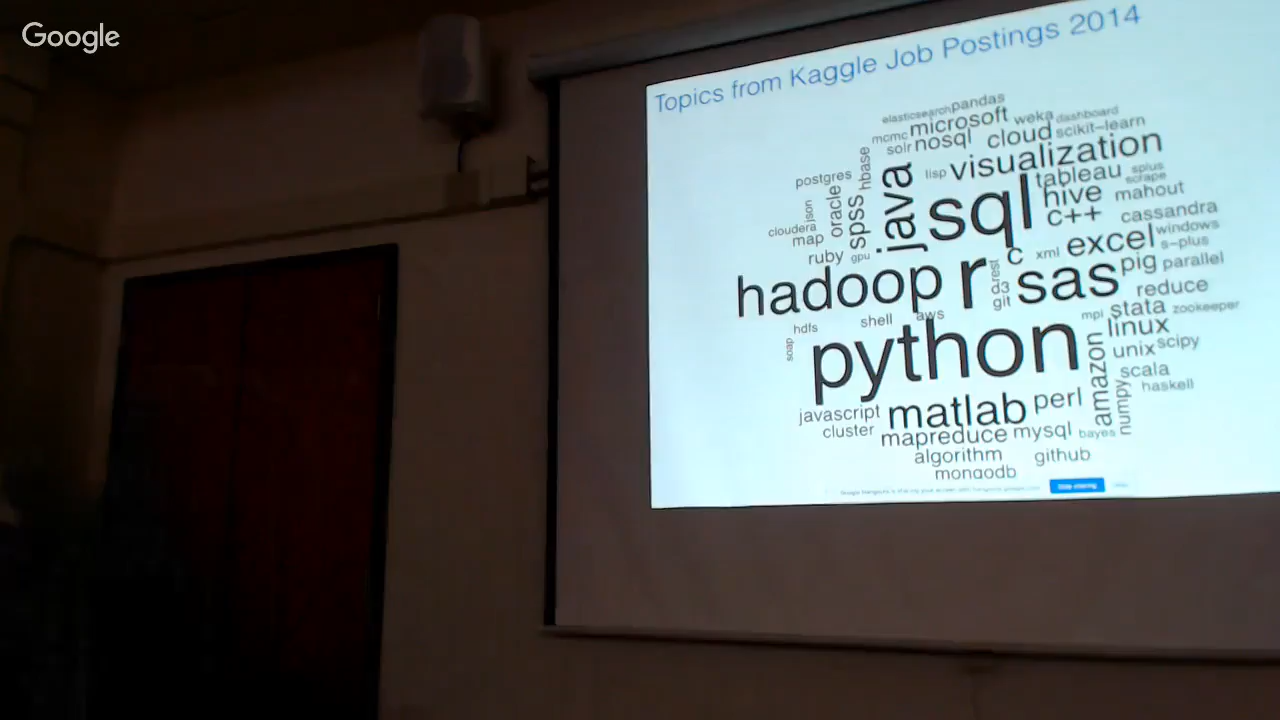 Google
Topics from Kaggle Job Postings 2014
elasticsearch pandas
mcmc microsoft weka dashboard
solr nosql cloud scikit-learn
postgres hbase java lisp visualization
json oracle spss sql tableau splus
scrape
hive mahout
cloudera c++ cassandra
map excel windows
ruby gpu c xml s-plus
hadoop r rest d3 sas pig parallel
git reduce
hdfs shell aws mpi stata zookeeper
soap python amazon linux
unix scipy
scala
numpy haskell
javascript matlab perl
cluster mapreduce mysql bayes
algorithm github
mongodb
Stop sharing